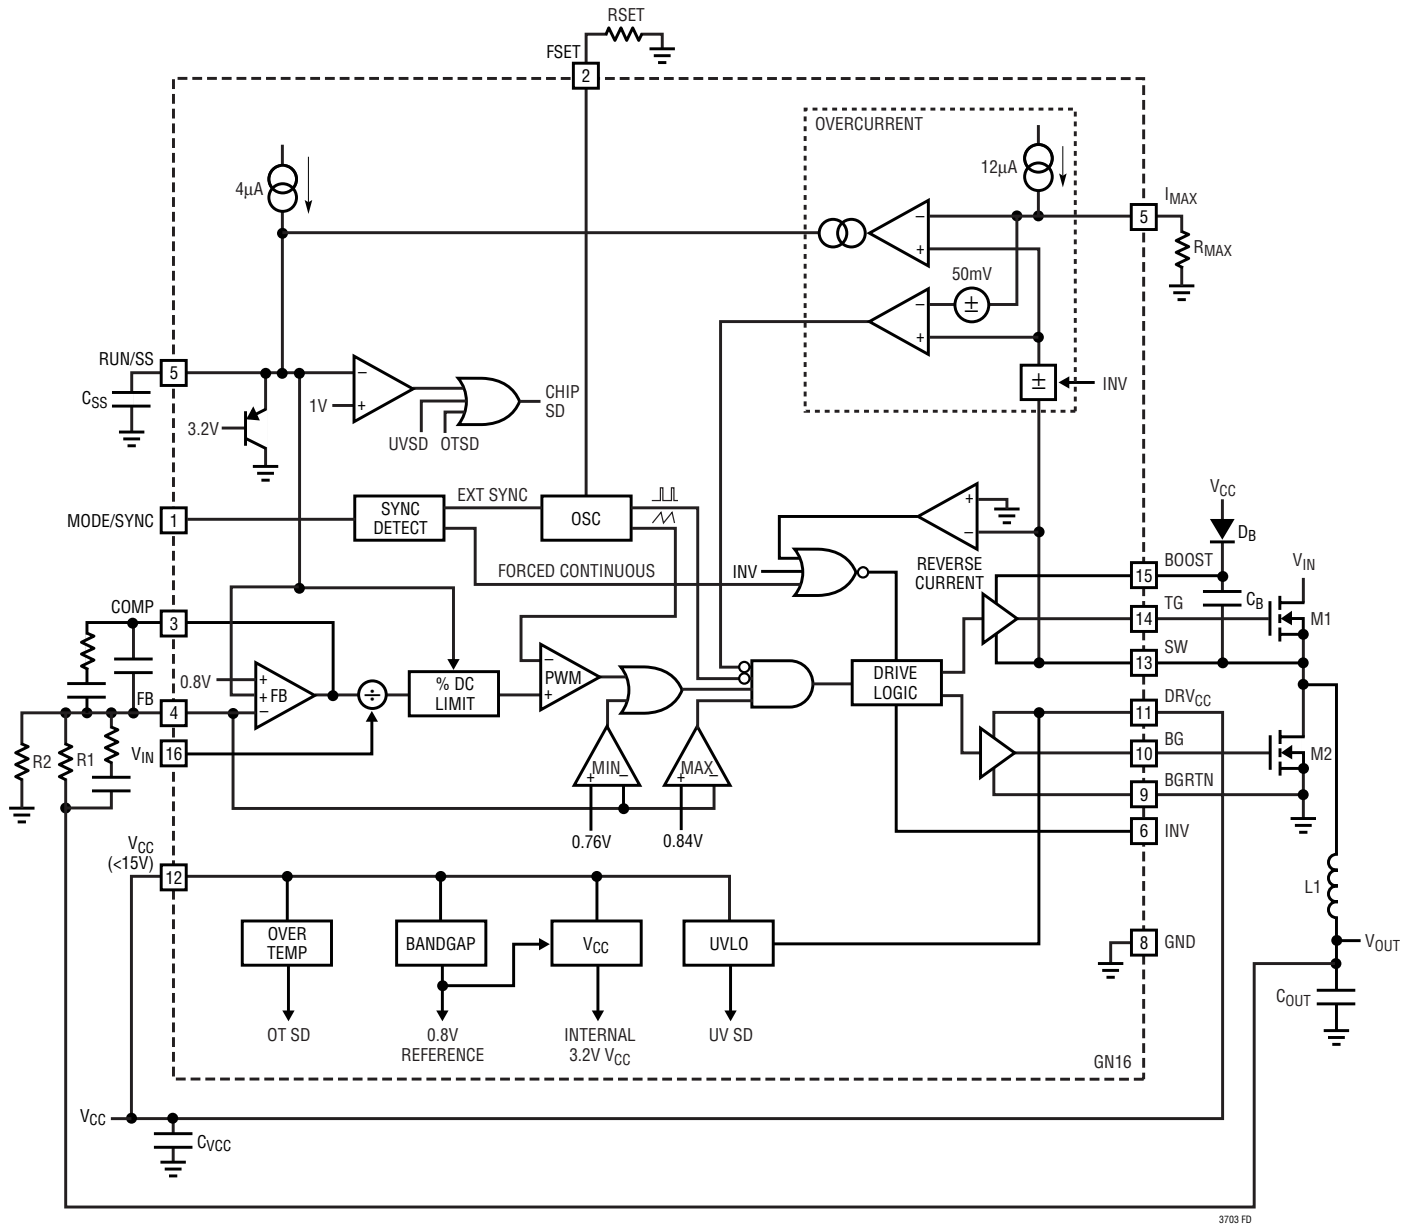 RSET
FSET
2
OVERCURRENT
4µA
12µA
IMAX
5
−
+
RMAX
50mV
±
−
+
RUN/SS
5
−
CSS
1V
+
CHIP
SD
±
INV
3.2V
UVSD
OTSD
MODE/SYNC
1
SYNC
DETECT
EXT SYNC
OSC
+
−
REVERSE
CURRENT
VCC
DB
FORCED CONTINUOUS
INV
BOOST
15
VIN
COMP
3
TG
14
CB
M1
0.8V
+
+
−
FB
÷
% DC
LIMIT
−
+
PWM
DRIVE
LOGIC
SW
13
FB
4
DRVCC
11
R2
R1
VIN
16
MIN
+
−
MAX
+
−
BG
10
M2
BGRTN
9
0.76V
0.84V
INV
6
VCC
(<15V)
12
L1
OVER
TEMP
BANDGAP
VCC
UVLO
8
GND
VOUT
COUT
OT SD
0.8V
REFERENCE
INTERNAL
3.2V VCC
UV SD
GN16
VCC
CVCC
3703 FD